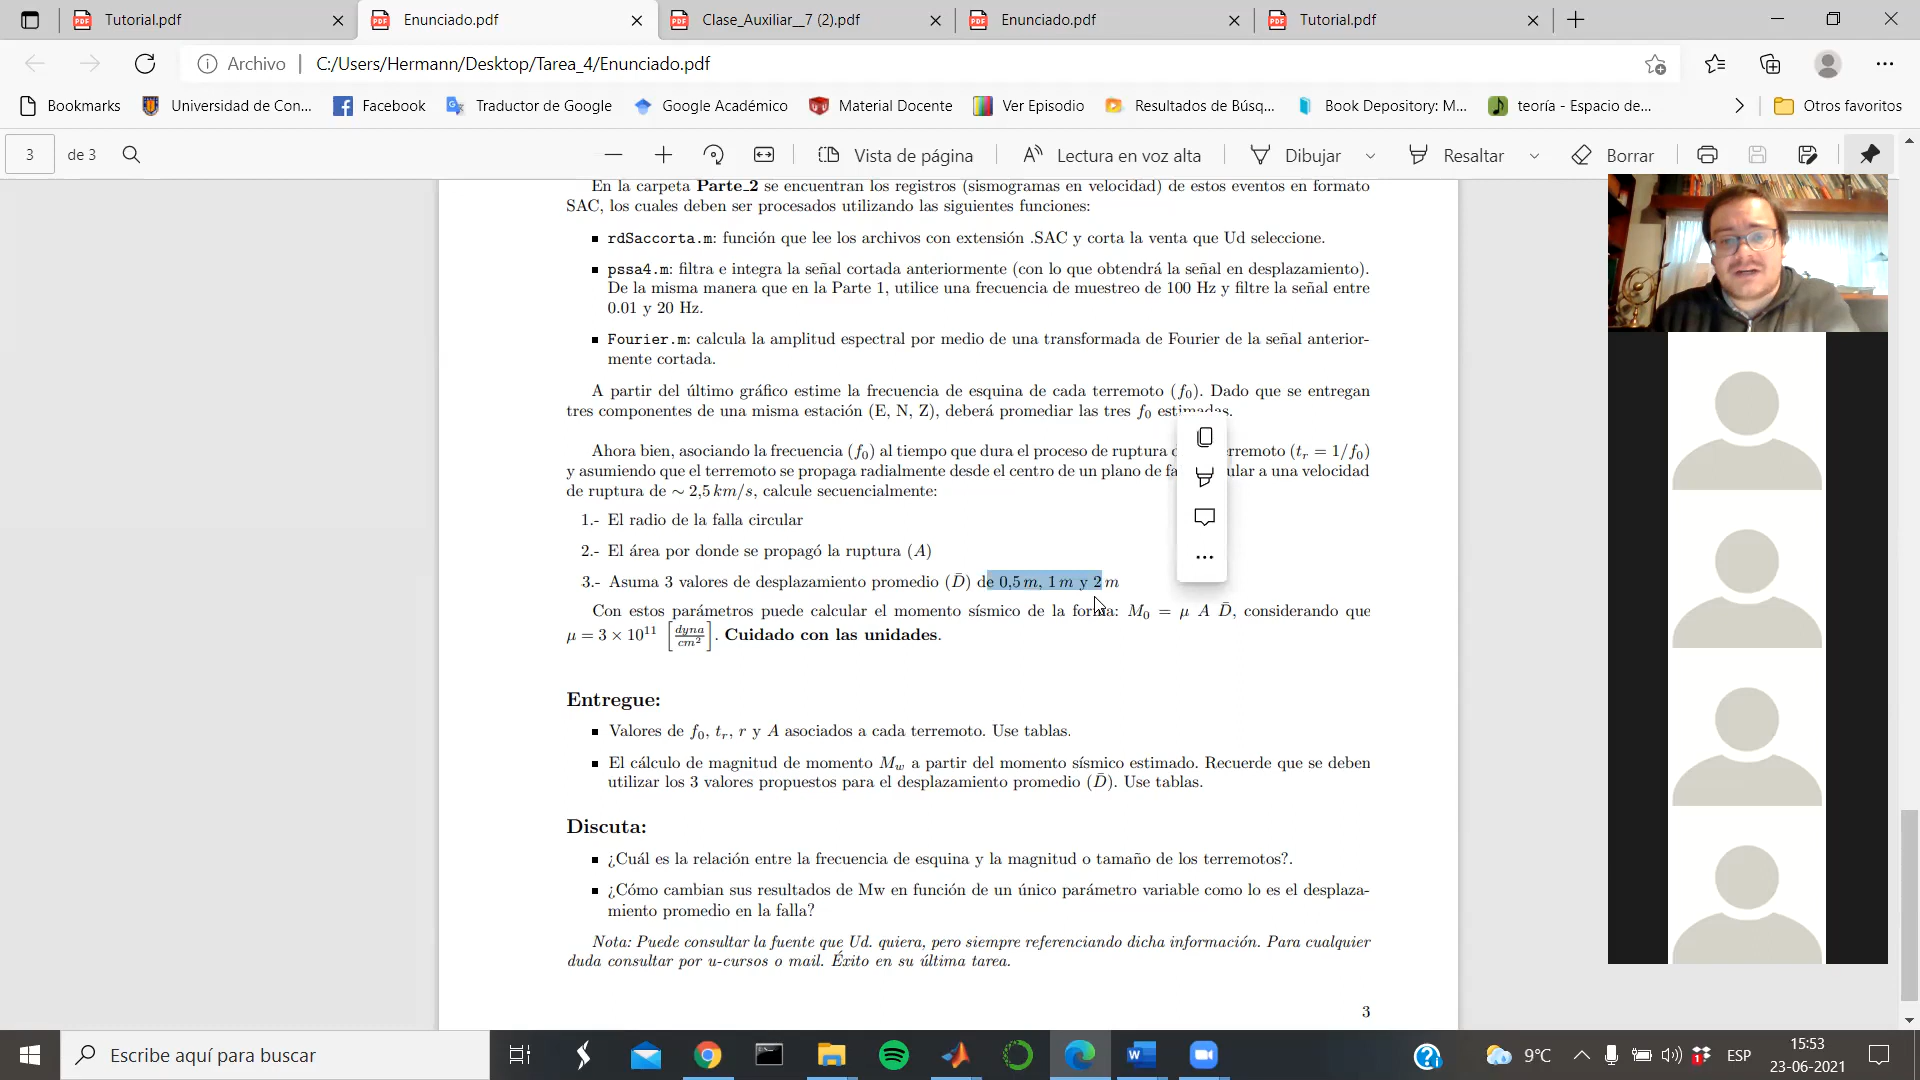 Tutorial.pdf
Enunciado.pdf
Clase_Auxiliar__7 (2).pdf
Enunciado.pdf
Tutorial.pdf
Archivo
C:/Users/Hermann/Desktop/Tarea_4/Enunciado.pdf
Bookmarks
Universidad de Con...
Facebook
Traductor de Google
Google Académico
Material Docente
Ver Episodio
Resultados de Búsq...
Book Depository: M...
teoría - Espacio de...
Otros favoritos
3
de 3
Vista de página
Lectura en voz alta
Dibujar
Resaltar
Borrar
En la carpeta Parte_2 se encuentran los registros (sismogramas en velocidad) de estos eventos en formato
SAC, los cuales deben ser procesados utilizando las siguientes funciones:
rdSaccorta.m: función que lee los archivos con extensión .SAC y corta la venta que Ud seleccione.
pssa4.m: filtra e integra la señal cortada anteriormente (con lo que obtendrá la señal en desplazamiento).
De la misma manera que en la Parte 1, utilice una frecuencia de muestreo de 100 Hz y filtre la señal entre
0.01 y 20 Hz.
Fourier.m: calcula la amplitud espectral por medio de una transformada de Fourier de la señal anterior-
mente cortada.
A partir del último gráfico estime la frecuencia de esquina de cada terremoto (f₀). Dado que se entregan
tres componentes de una misma estación (E, N, Z), deberá promediar las tres f₀ estimadas.
Ahora bien, asociando la frecuencia (f₀) al tiempo que dura el proceso de ruptura d erremoto (tᵣ = 1/f₀)
y asumiendo que el terremoto se propaga radialmente desde el centro de un plano de fa ular a una velocidad
de ruptura de ∼ 2,5 km/s, calcule secuencialmente:
1.- El radio de la falla circular
2.- El área por donde se propagó la ruptura (A)
3.- Asuma 3 valores de desplazamiento promedio (D̄) de 0,5 m, 1 m y 2 m
Con estos parámetros puede calcular el momento sísmico de la forma: M₀ = μ A D̄, considerando que
μ = 3 × 10¹¹ [dyna/cm²]. Cuidado con las unidades.
Entregue:
Valores de f₀, tᵣ, r y A asociados a cada terremoto. Use tablas.
El cálculo de magnitud de momento M_w a partir del momento sísmico estimado. Recuerde que se deben
utilizar los 3 valores propuestos para el desplazamiento promedio (D̄). Use tablas.
Discuta:
¿Cuál es la relación entre la frecuencia de esquina y la magnitud o tamaño de los terremotos?.
¿Cómo cambian sus resultados de Mw en función de un único parámetro variable como lo es el desplaza-
miento promedio en la falla?
Nota: Puede consultar la fuente que Ud. quiera, pero siempre referenciando dicha información. Para cualquier
duda consultar por u-cursos o mail. Éxito en su última tarea.
3
Escribe aquí para buscar
9°C
ESP
15:53
23-06-2021